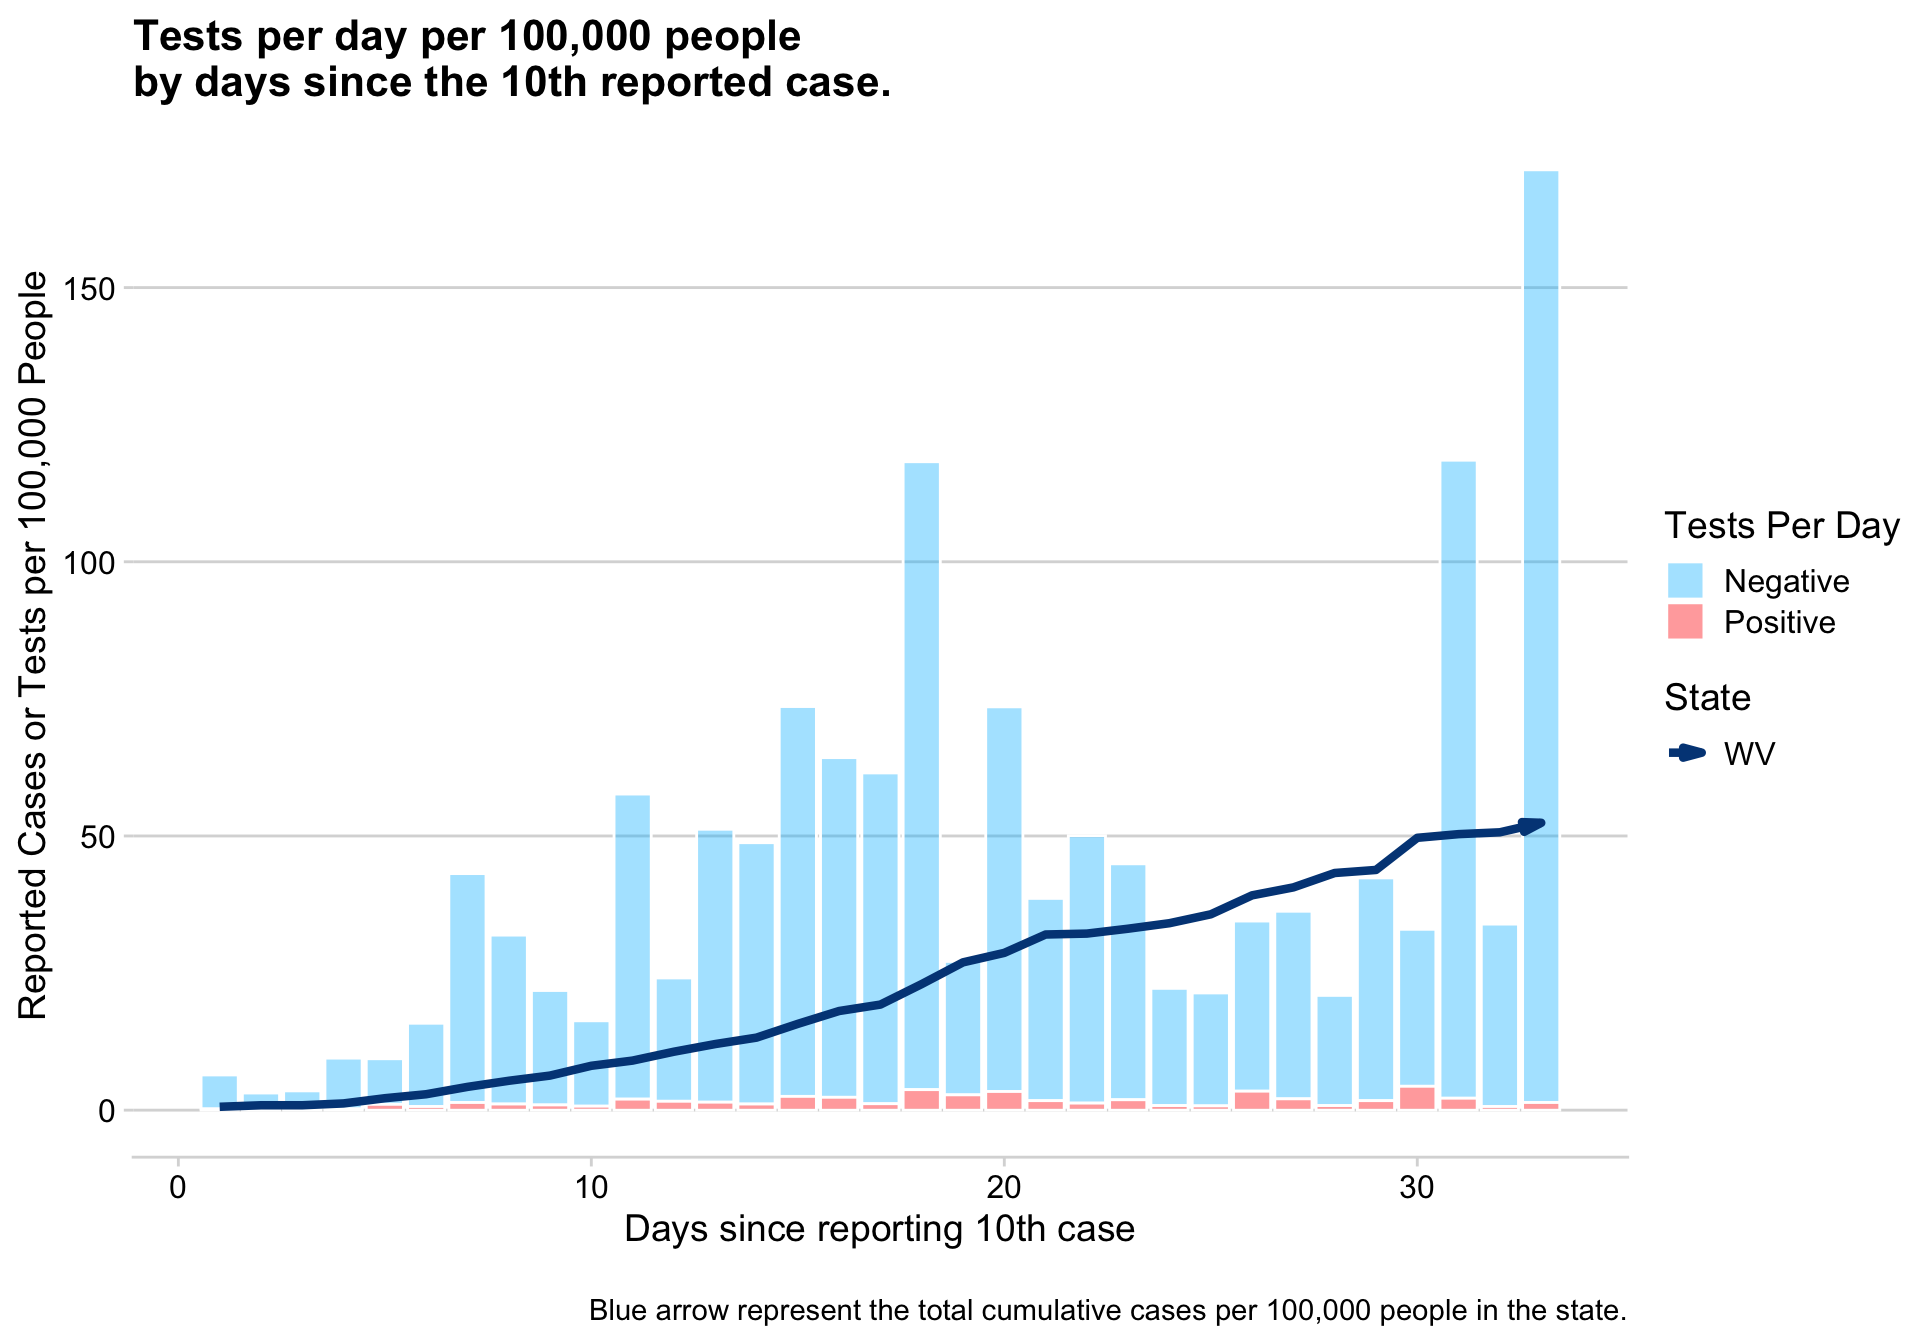 Tests per day per 100,000 people
by days since the 10th reported case.
Reported Cases or Tests per 100,000 People
150
100
50
0
0 10 20 30
Days since reporting 10th case
Tests Per Day
Negative
Positive
State
WV
Blue arrow represent the total cumulative cases per 100,000 people in the state.